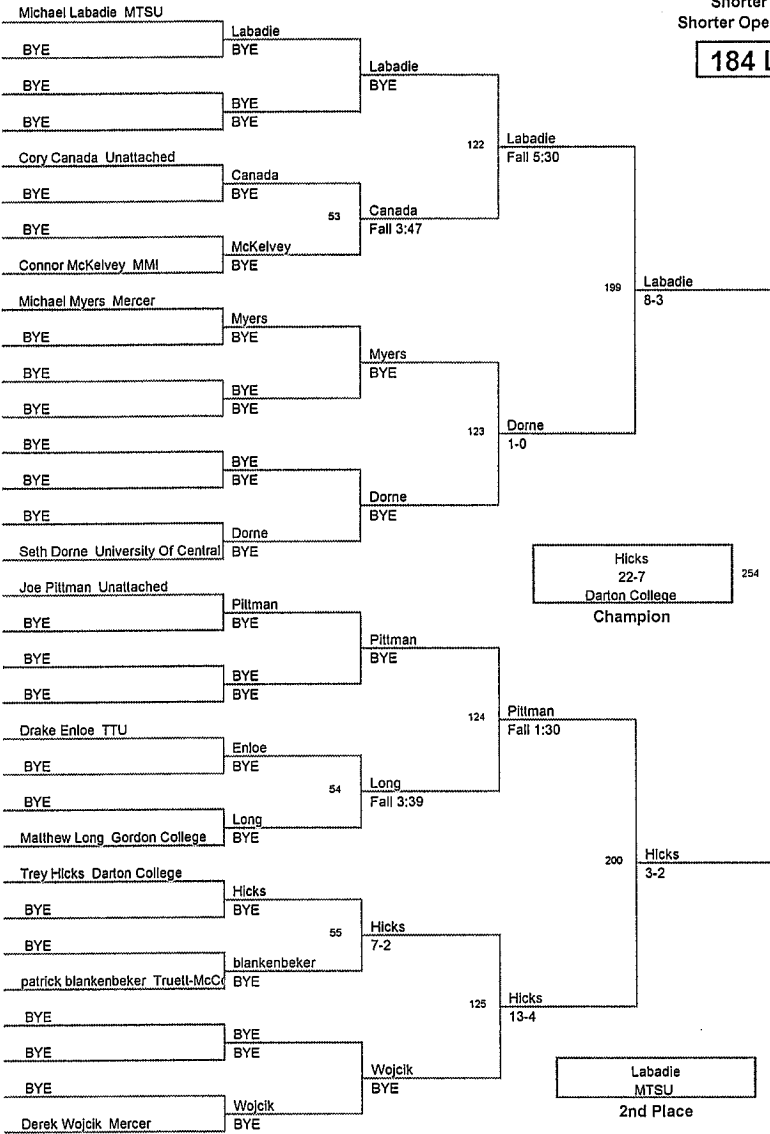 Shorter
Shorter Ope
184
Michael Labadie MTSU
Labadie
BYE
BYE
Labadie
BYE
BYE
BYE
BYE
BYE
122
Labadie
Fall 5:30
Cory Canada Unattached
Canada
BYE
BYE
53
Canada
Fall 3:47
BYE
McKelvey
Connor McKelvey MMI
BYE
199
Labadie
8-3
Michael Myers Mercer
Myers
BYE
BYE
Myers
BYE
BYE
BYE
BYE
BYE
123
Dorne
1-0
BYE
BYE
BYE
BYE
Dorne
BYE
BYE
Dorne
Seth Dorne University Of Central
BYE
Hicks
22-7
Darton College
254
Champion
Joe Pittman Unattached
Pittman
BYE
BYE
Pittman
BYE
BYE
BYE
BYE
BYE
124
Pittman
Fall 1:30
Drake Enloe TTU
Enloe
BYE
BYE
54
Long
Fall 3:39
BYE
Long
Matthew Long Gordon College
BYE
200
Hicks
3-2
Trey Hicks Darton College
Hicks
BYE
BYE
55
Hicks
7-2
BYE
blankenbeker
patrick blankenbeker Truett-McC
BYE
125
Hicks
13-4
BYE
BYE
BYE
BYE
Wojcik
BYE
BYE
Wojcik
Derek Wojcik Mercer
BYE
Labadie
MTSU
2nd Place